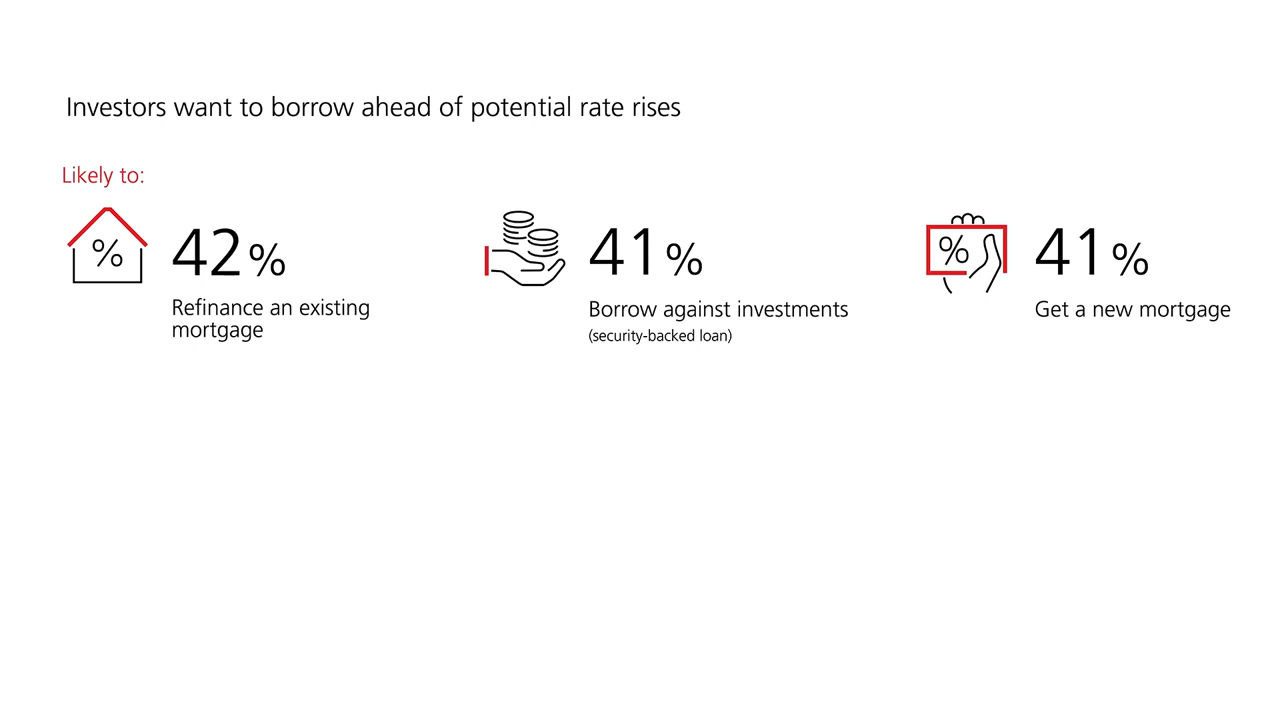 Investors want to borrow ahead of potential rate rises
Likely to:
%
42%
Refinance an existing
mortgage
41%
Borrow against investments
(security-backed loan)
%
41%
Get a new mortgage